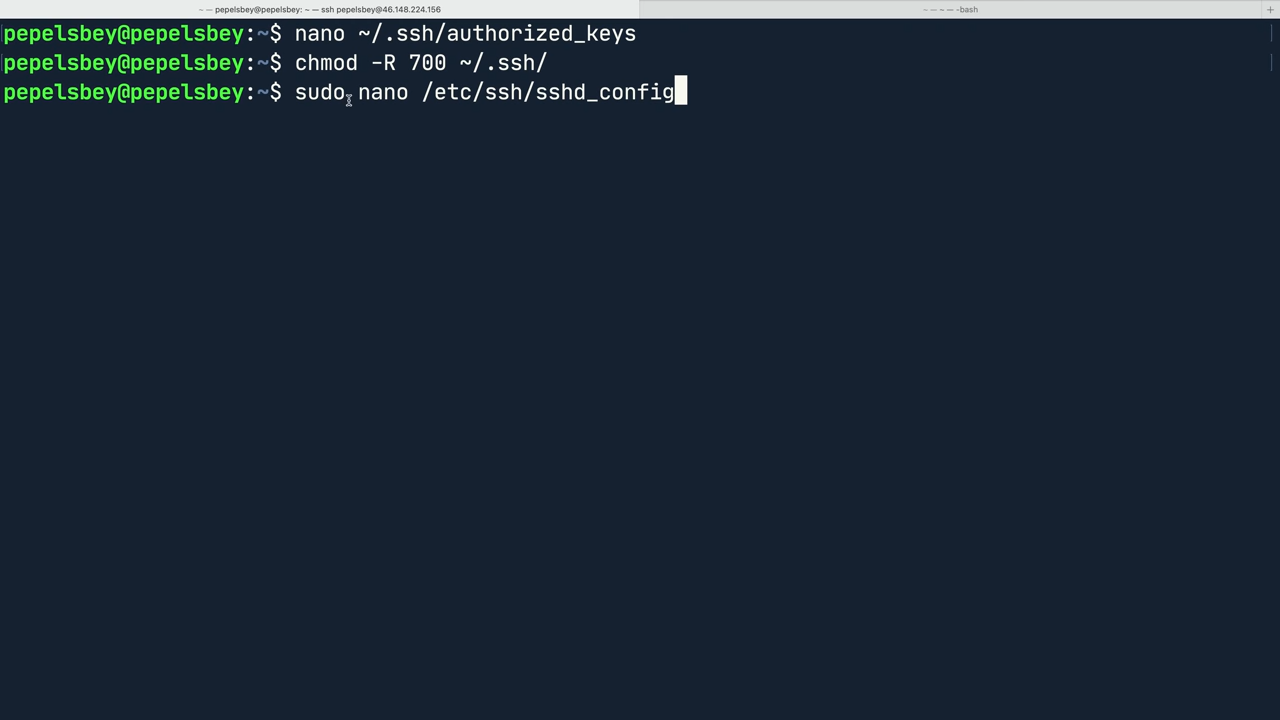 ~ — pepelsbey@pepelsbey: ~ — ssh pepelsbey@46.148.224.156
~ — ~ — -bash
+
pepelsbey@pepelsbey:~$ nano ~/.ssh/authorized_keys
pepelsbey@pepelsbey:~$ chmod -R 700 ~/.ssh/
pepelsbey@pepelsbey:~$ sudo nano /etc/ssh/sshd_config